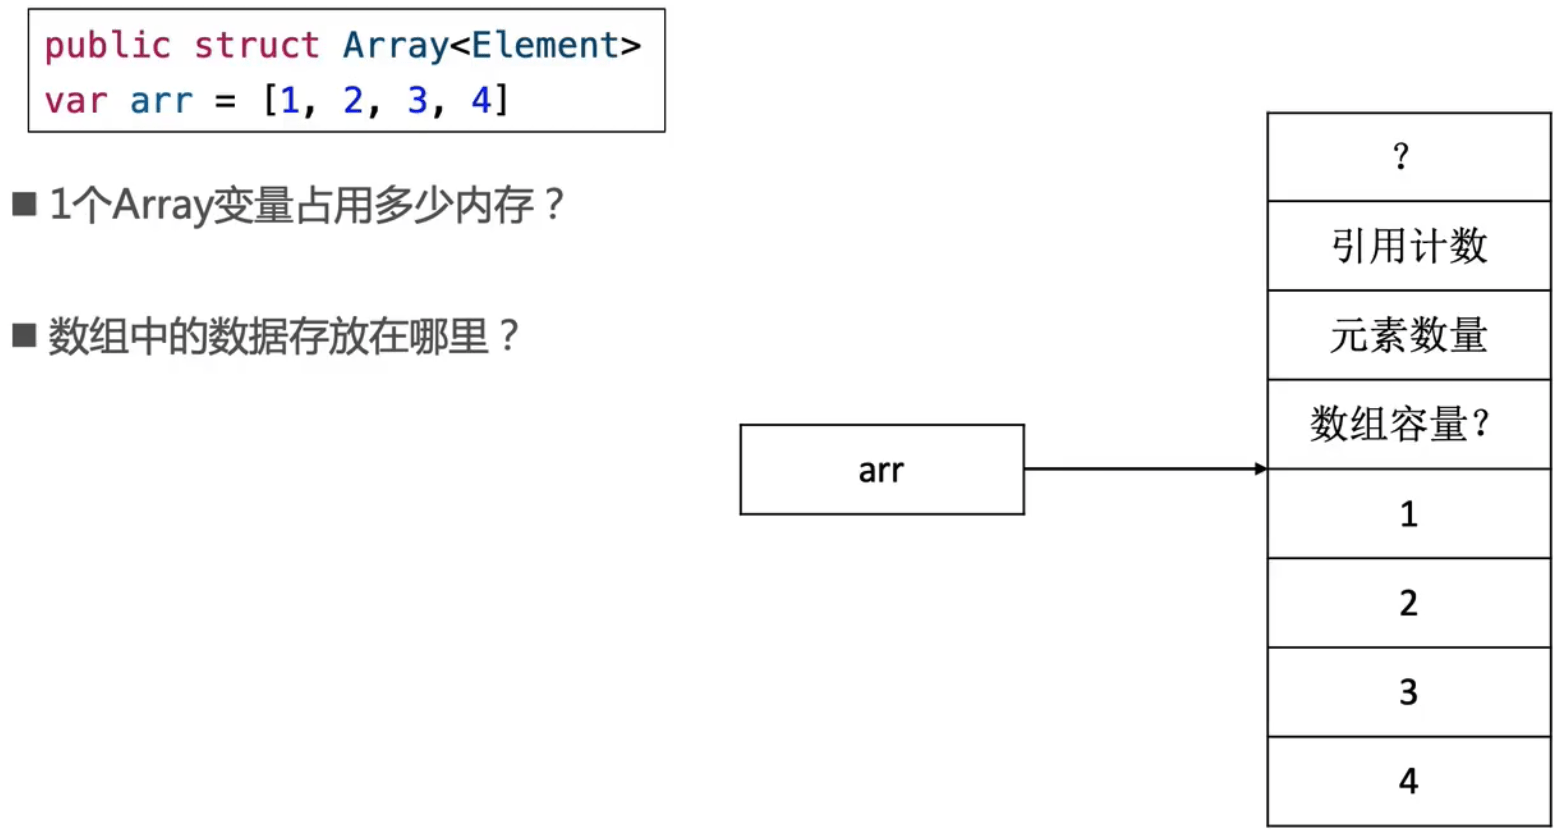 public struct Array<Element>
var arr = [1, 2, 3, 4]
■ 1个Array变量占用多少内存？
■ 数组中的数据存放在哪里？
arr
？
引用计数
元素数量
数组容量？
1
2
3
4